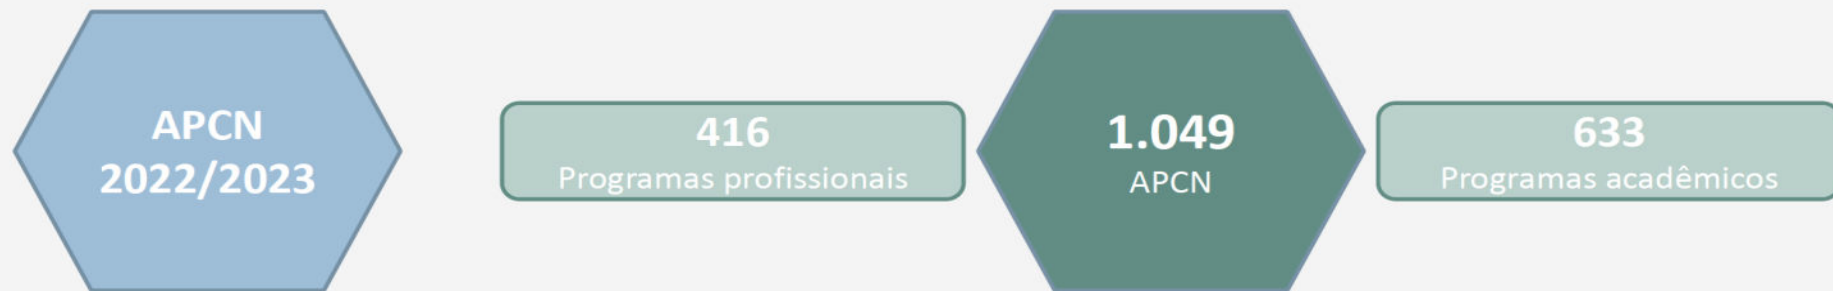 APCN
2022/2023
416
Programas profissionais
1.049
APCN
633
Programas acadêmicos